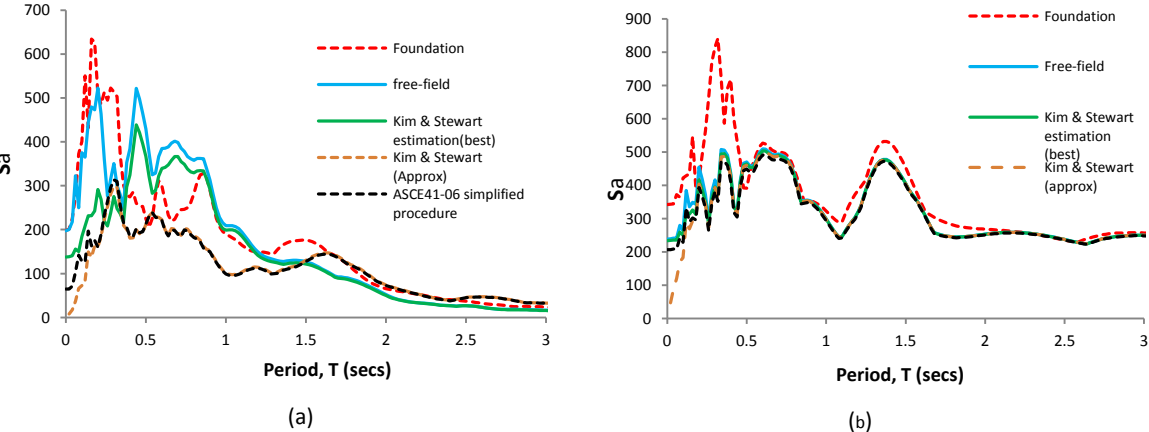 700
600
500
400
300
200
100
0
Sa
0 0.5 1 1.5 2 2.5 3
Period, T (secs)
Foundation
free-field
Kim & Stewart
estimation(best)
Kim & Stewart
(Approx)
ASCE41-06 simplified
procedure
(a)
900
800
700
600
500
400
300
200
100
0
Sa
0 0.5 1 1.5 2 2.5 3
Period, T (secs)
Foundation
Free-field
Kim & Stewart
estimation
(best)
Kim & Stewart
(approx)
(b)